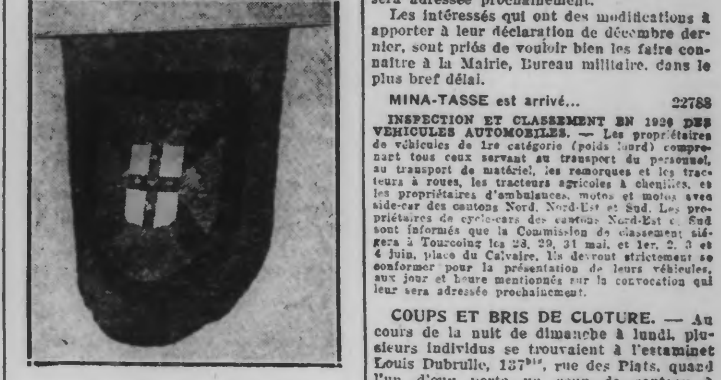 sera adressée prochainement.
Les intéressés qui ont des modifications à
apporter à leur déclaration de décembre der-
nier, sont priés de vouloir bien les faire con-
naître à la Mairie, Bureau militaire, dans le
plus bref délai.
MINA-TASSE est arrivé... 22788
INSPECTION ET CLASSEMENT EN 1926 DES
VEHICULES AUTOMOBILES. — Les propriétaires
de véhicules de 1re catégorie (poids lourd) compre-
nant tous ceux servant au transport du personnel,
au transport de matériel, les remorques et les trac-
teurs à roues, les tracteurs agricoles à chenilles, et
les propriétaires d'ambulances, motos et motos avec
side-car des cantons Nord, Nord-Est et Sud. Les pro-
priétaires de cycle-cars des cantons Nord-Est et Sud
sont informés que la Commission de classement sié-
gera à Tourcoing les 28, 29, 31 mai, et 1er, 2, 3 et
4 juin, place du Calvaire. Ils devront strictement se
conformer pour la présentation de leurs véhicules,
aux jour et heure mentionnés sur la convocation qui
leur sera adressée prochainement.
COUPS ET BRIS DE CLOTURE. — Au
cours de la nuit de dimanche à lundi, plu-
sieurs individus se trouvaient à l'estaminet
Louis Dubrulle, 137bis, rue des Plats, quand
l'un d'eux porta un coup de